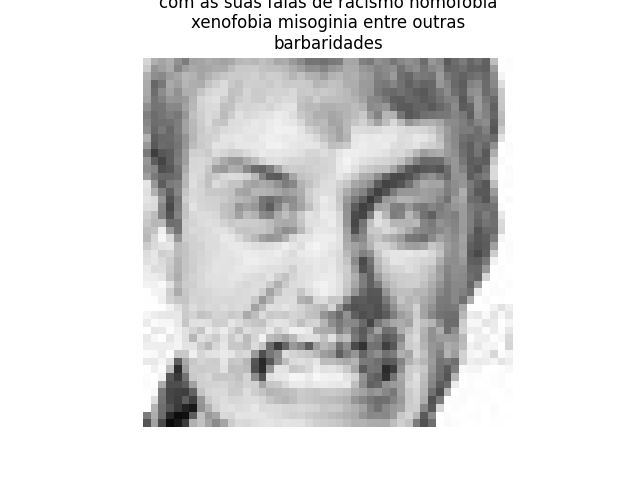 com as suas falas de racismo homofobia
xenofobia misoginia entre outras
barbaridades